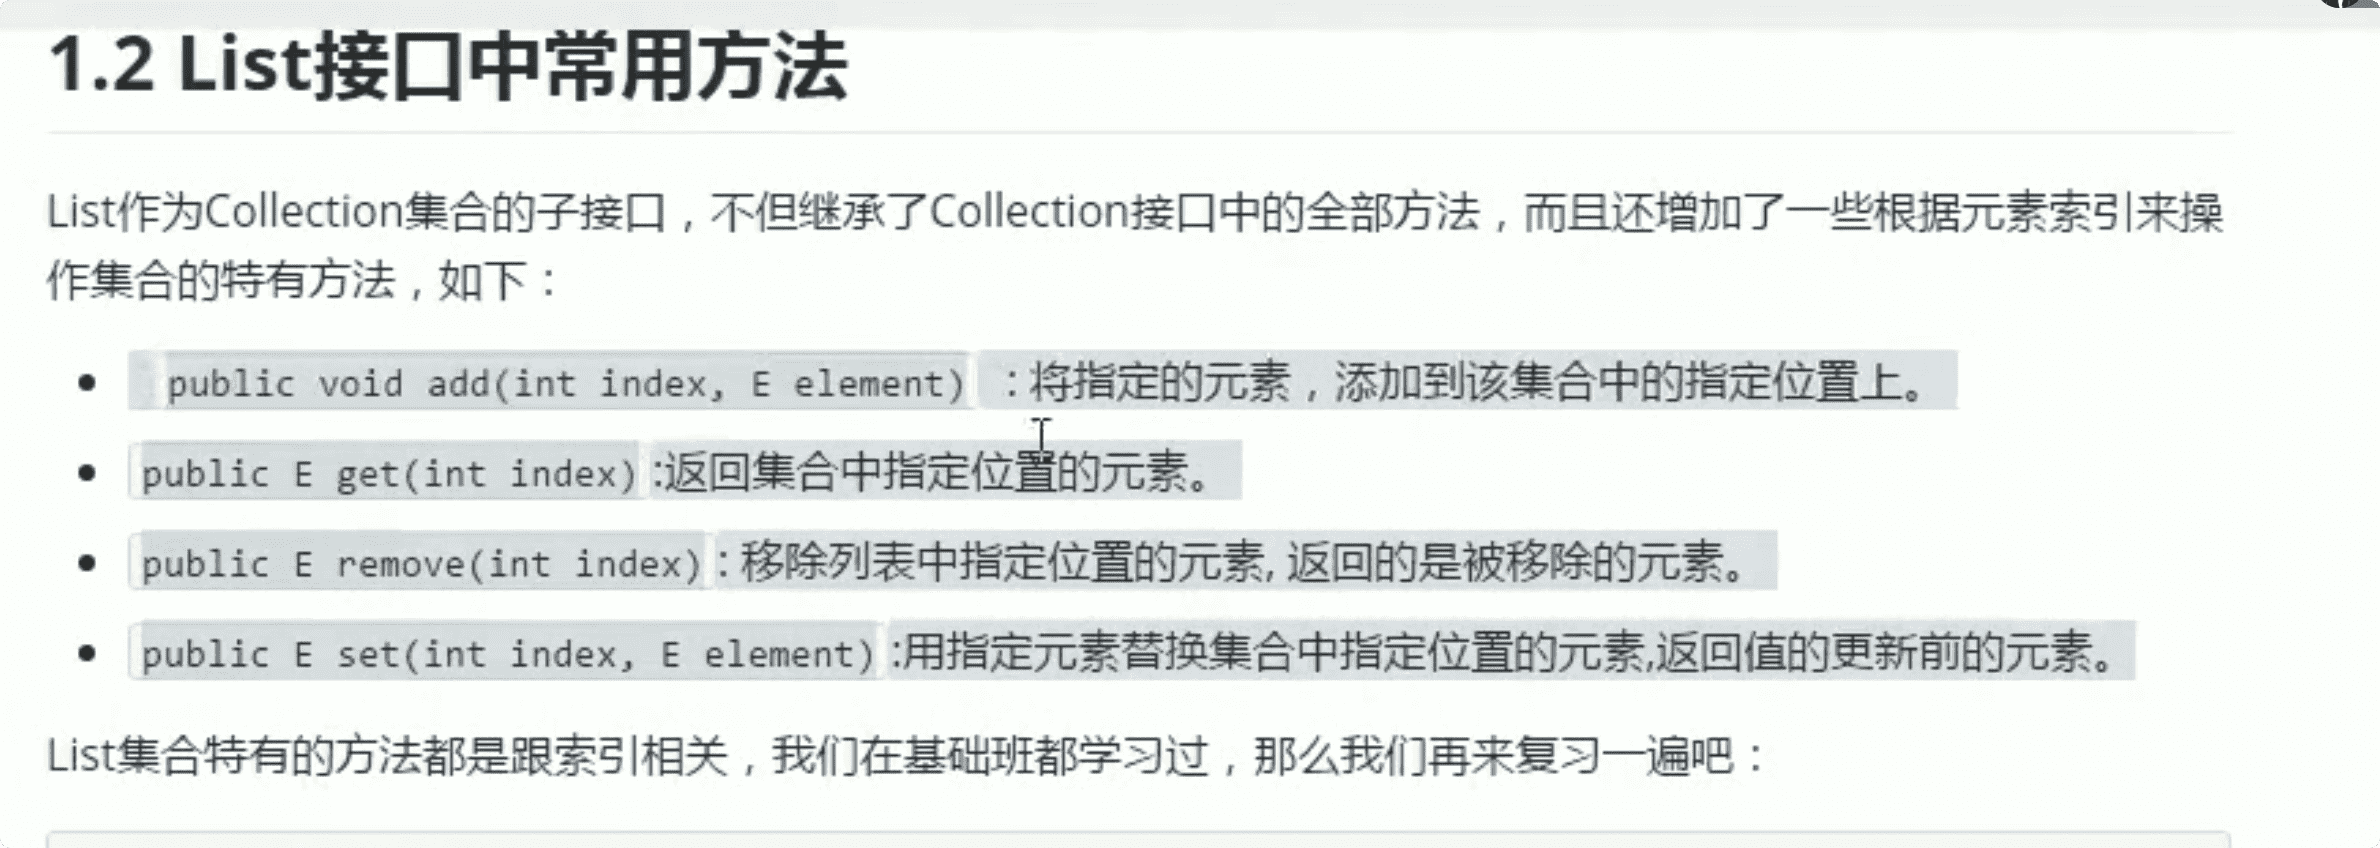 1.2 List接口中常用方法
List作为Collection集合的子接口，不但继承了Collection接口中的全部方法，而且还增加了一些根据元素索引来操
作集合的特有方法，如下：
• public void add(int index, E element) ：将指定的元素，添加到该集合中的指定位置上。
• public E get(int index) :返回集合中指定位置的元素。
• public E remove(int index) : 移除列表中指定位置的元素, 返回的是被移除的元素。
• public E set(int index, E element) :用指定元素替换集合中指定位置的元素,返回值的更新前的元素。
List集合特有的方法都是跟索引相关，我们在基础班都学习过，那么我们再来复习一遍吧：